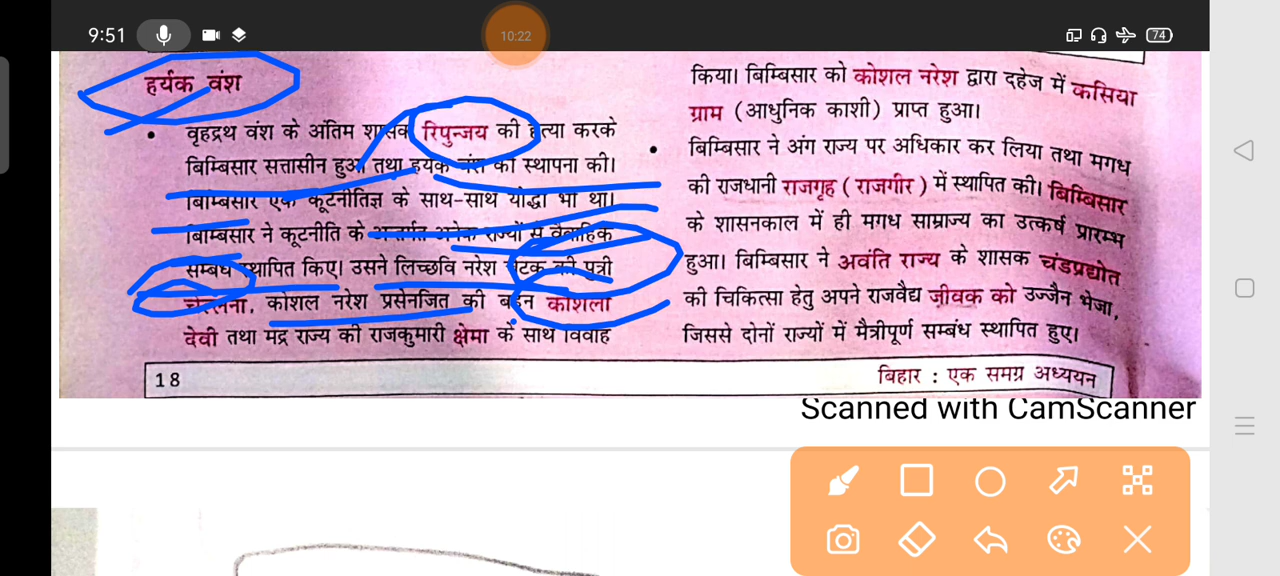 9:51
10:22
74
हर्यक वंश
• वृहद्रथ वंश के अंतिम शासक रिपुन्जय की हत्या करके
बिम्बिसार सत्तासीन हुआ तथा हर्यक वंश की स्थापना की।
बिम्बिसार एक कूटनीतिज्ञ के साथ-साथ योद्धा भी था।
बिम्बिसार ने कूटनीति के अन्तर्गत अनेक राज्यों से वैवाहिक
सम्बंध स्थापित किए। उसने लिच्छवि नरेश चेटक की पुत्री
चेल्लना, कोशल नरेश प्रसेनजित की बहन कोशला
देवी तथा मद्र राज्य की राजकुमारी क्षेमा के साथ विवाह
किया। बिम्बिसार को कोशल नरेश द्वारा दहेज में कसिया
ग्राम (आधुनिक काशी) प्राप्त हुआ।
• बिम्बिसार ने अंग राज्य पर अधिकार कर लिया तथा मगध
की राजधानी राजगृह (राजगीर) में स्थापित की। बिम्बिसार
के शासनकाल में ही मगध साम्राज्य का उत्कर्ष प्रारम्भ
हुआ। बिम्बिसार ने अवंति राज्य के शासक चंडप्रद्योत
की चिकित्सा हेतु अपने राजवैद्य जीवक को उज्जैन भेजा,
जिससे दोनों राज्यों में मैत्रीपूर्ण सम्बंध स्थापित हुए।
18
बिहार : एक समग्र अध्ययन
Scanned with CamScanner